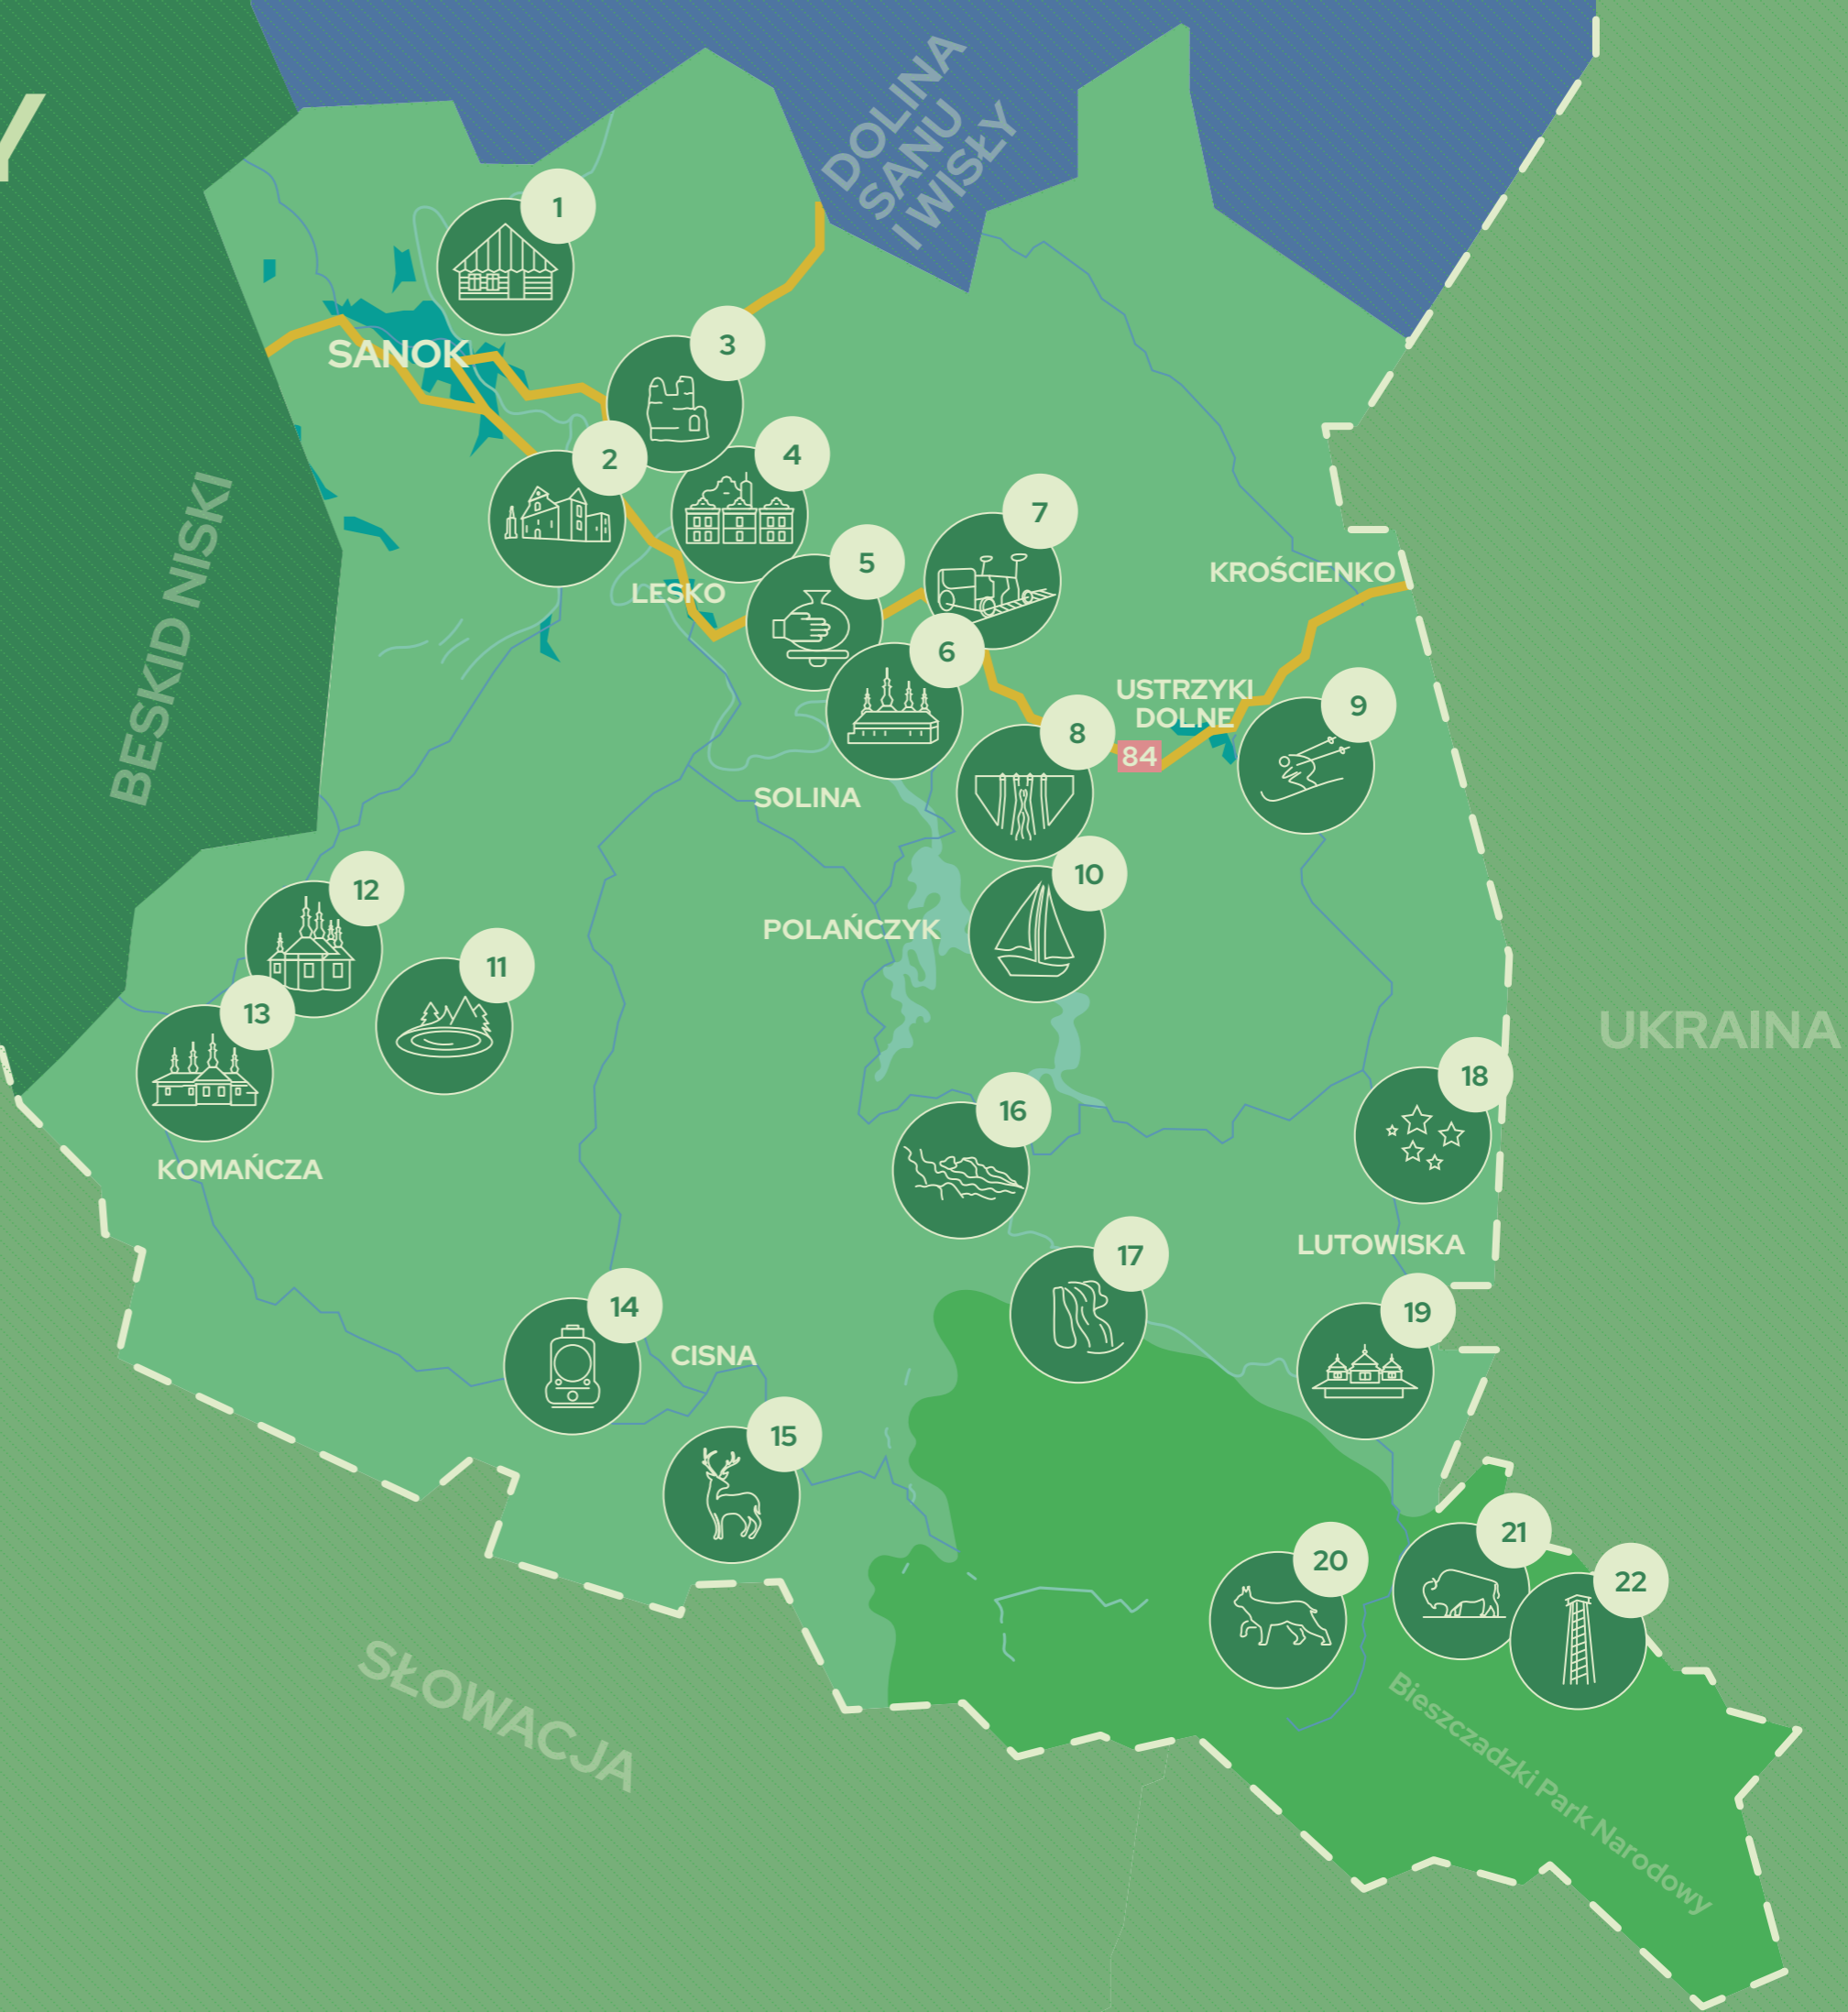 Y
DOLINA
SANU
I WISŁY
1
SANOK
3
2
4
7
5
KROŚCIENKO
LESKO
6
USTRZYKI
DOLNE
9
8
84
BESKID NISKI
SOLINA
10
12
POLAŃCZYK
11
13
UKRAINA
18
16
KOMAŃCZA
LUTOWISKA
17
14
19
CISNA
15
21
20
22
SŁOWACJA
Bieszczadzki Park Narodowy